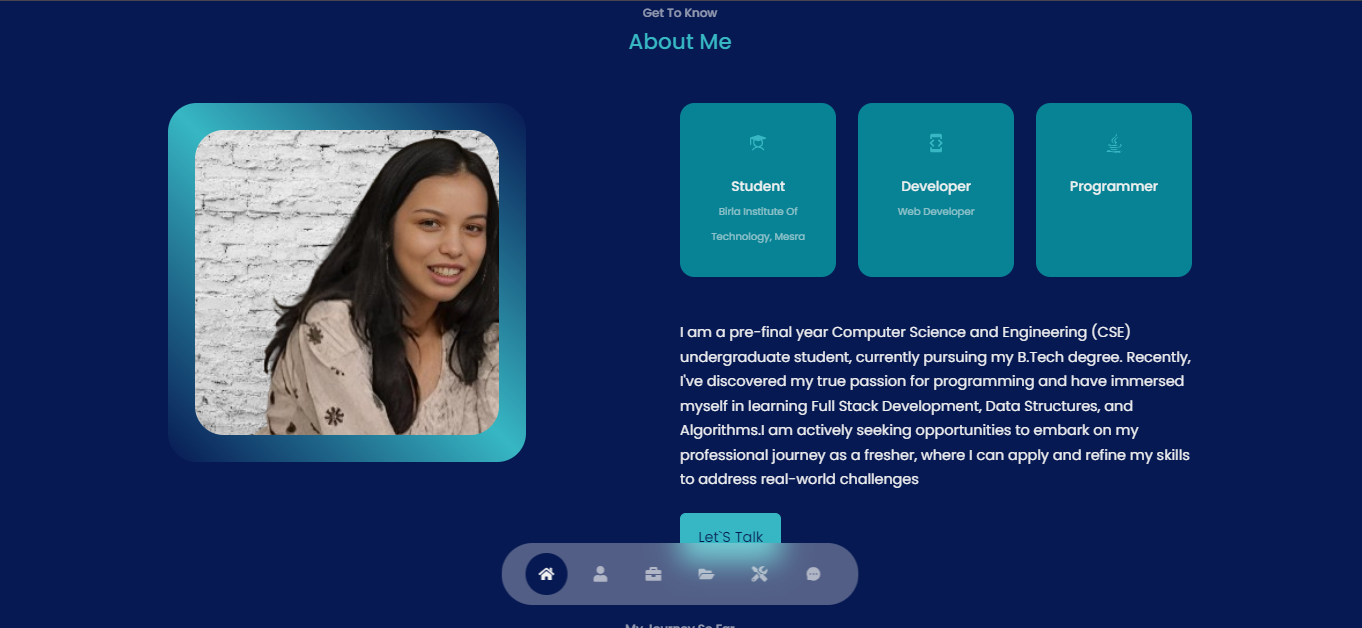 Get To Know
About Me
Student
Birla Institute Of
Technology, Mesra
Developer
Web Developer
Programmer
I am a pre-final year Computer Science and Engineering (CSE)
undergraduate student, currently pursuing my B.Tech degree. Recently,
I've discovered my true passion for programming and have immersed
myself in learning Full Stack Development, Data Structures, and
Algorithms.I am actively seeking opportunities to embark on my
professional journey as a fresher, where I can apply and refine my skills
to address real-world challenges
Let`S Talk
My Journey So Far